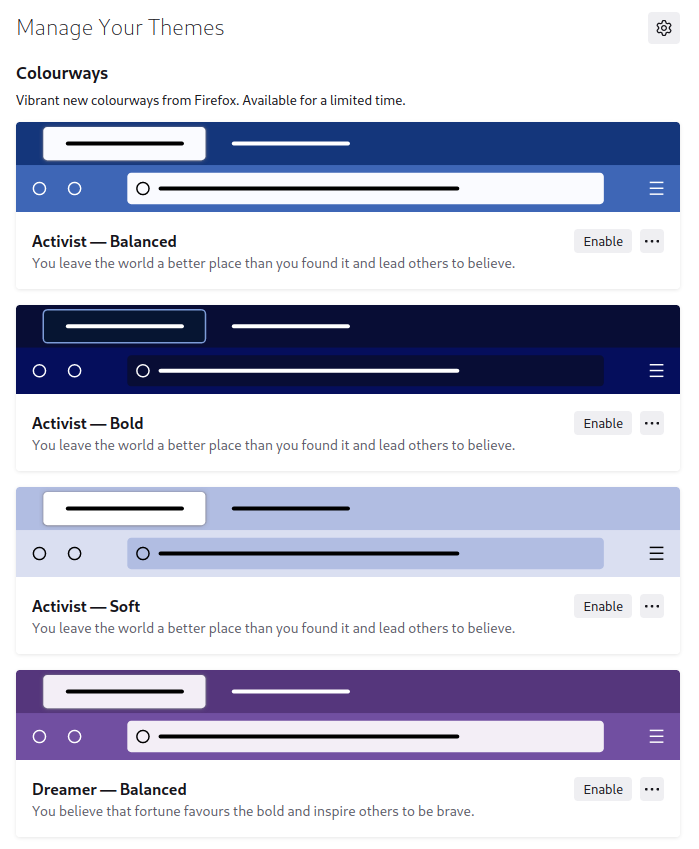 Manage Your Themes
Colourways
Vibrant new colourways from Firefox. Available for a limited time.
Activist — Balanced
Enable
You leave the world a better place than you found it and lead others to believe.
Activist — Bold
Enable
You leave the world a better place than you found it and lead others to believe.
Activist — Soft
Enable
You leave the world a better place than you found it and lead others to believe.
Dreamer — Balanced
Enable
You believe that fortune favours the bold and inspire others to be brave.